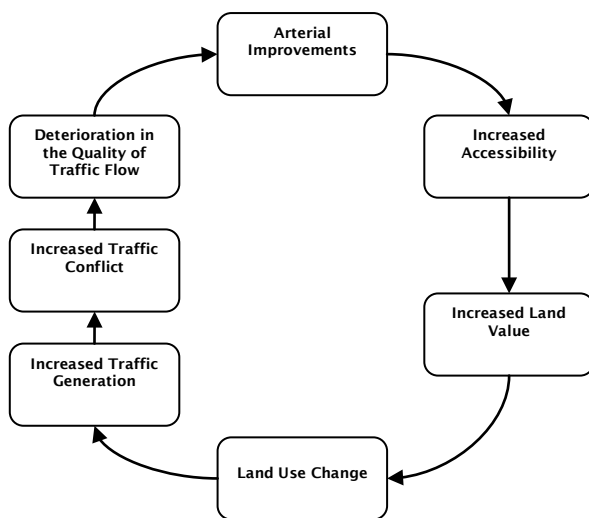 Arterial
Improvements
Increased
Accessibility
Increased Land
Value
Land Use Change
Increased Traffic
Generation
Increased Traffic
Conflict
Deterioration in
the Quality of
Traffic Flow